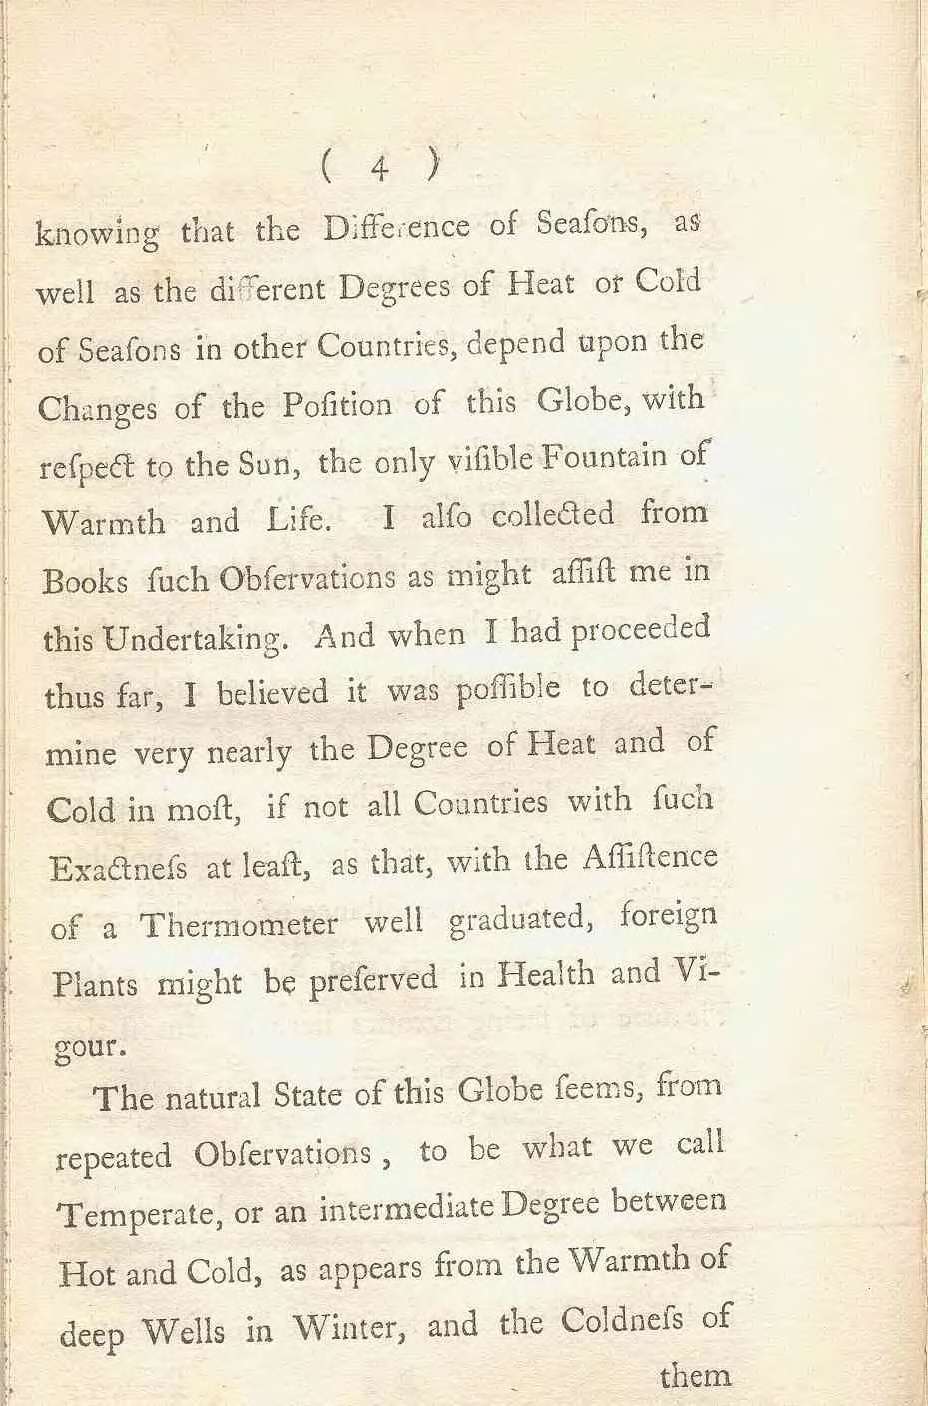 ( 4 )
knowing that the Difference of Seaſons, as
well as the different Degrees of Heat or Cold
of Seaſons in other Countries, depend upon the
Changes of the Poſition of this Globe, with
reſpect to the Sun, the only viſible Fountain of
Warmth and Life. I alſo collected from
Books ſuch Obſervations as might aſſiſt me in
this Undertaking. And when I had proceeded
thus far, I believed it was poſſible to deter-
mine very nearly the Degree of Heat and of
Cold in moſt, if not all Countries with ſuch
Exactneſs at leaſt, as that, with the Aſſiſtence
of a Thermometer well graduated, foreign
Plants might be preſerved in Health and Vi-
gour.
The natural State of this Globe ſeems, from
repeated Obſervations, to be what we call
Temperate, or an intermediate Degree between
Hot and Cold, as appears from the Warmth of
deep Wells in Winter, and the Coldneſs of
them